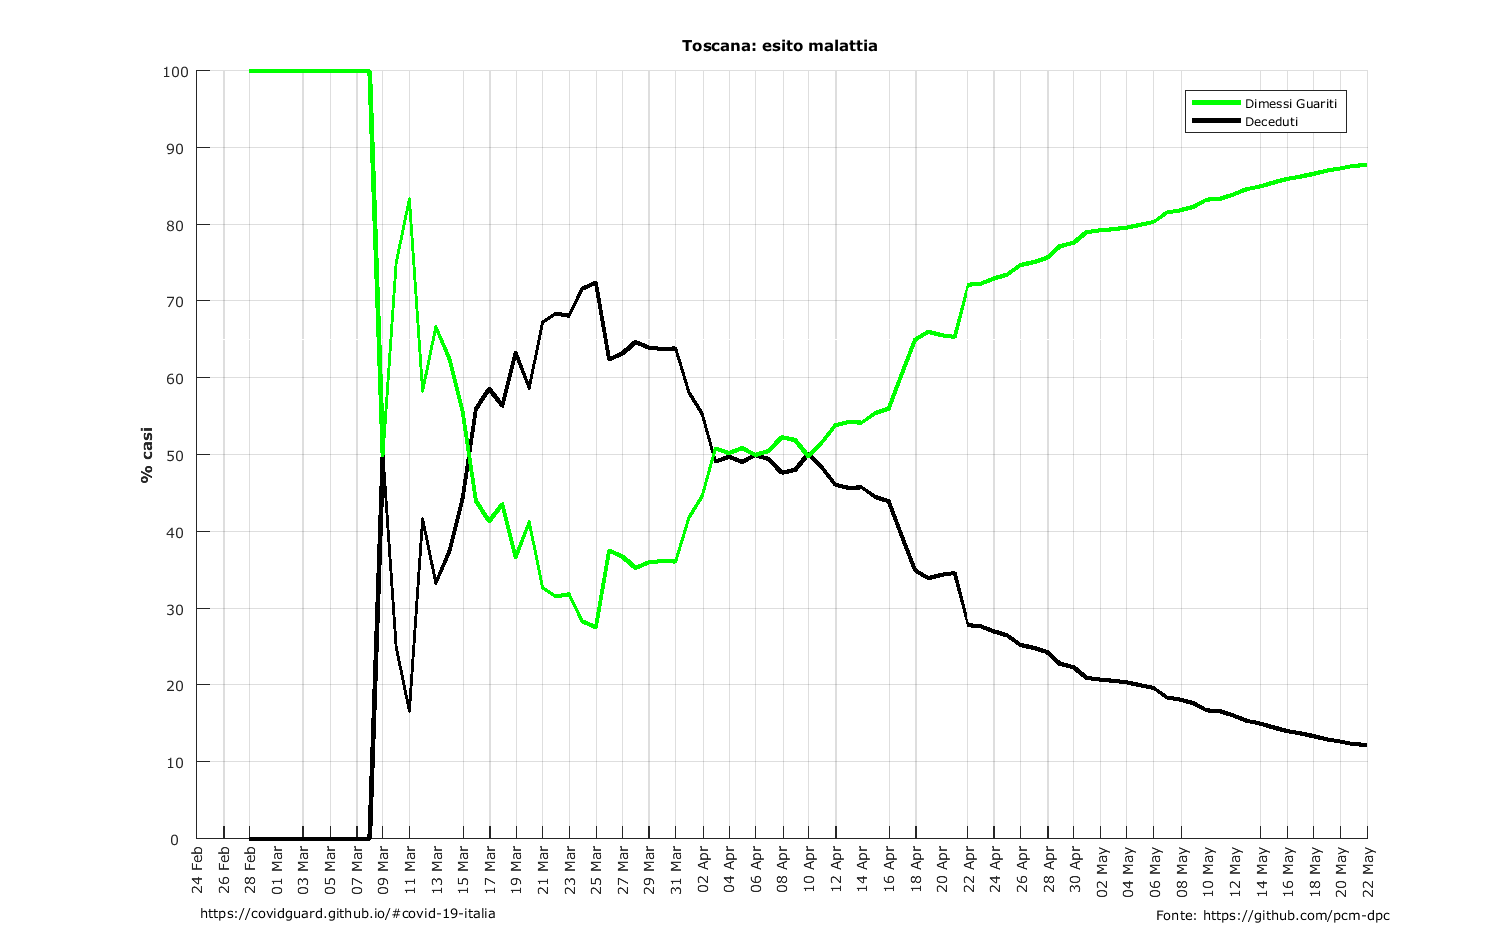 Toscana: esito malattia
Dimessi Guariti
Deceduti
% casi
100
90
80
70
60
50
40
30
20
10
0
24 Feb
26 Feb
28 Feb
01 Mar
03 Mar
05 Mar
07 Mar
09 Mar
11 Mar
13 Mar
15 Mar
17 Mar
19 Mar
21 Mar
23 Mar
25 Mar
27 Mar
29 Mar
31 Mar
02 Apr
04 Apr
06 Apr
08 Apr
10 Apr
12 Apr
14 Apr
16 Apr
18 Apr
20 Apr
22 Apr
24 Apr
26 Apr
28 Apr
30 Apr
02 May
04 May
06 May
08 May
10 May
12 May
14 May
16 May
18 May
20 May
22 May
https://covidguard.github.io/#covid-19-italia
Fonte: https://github.com/pcm-dpc